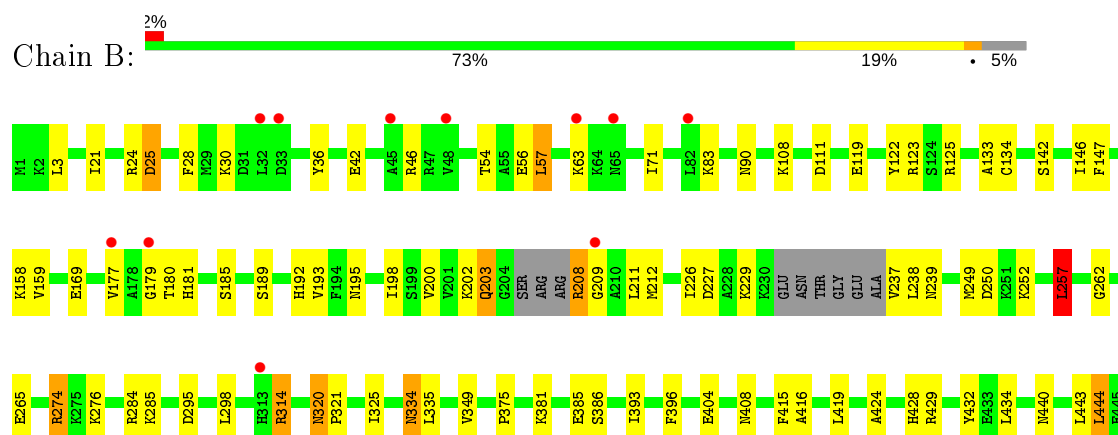 2%
Chain B:
73% 19% • 5%
M1 K2 L3 I21 R24 D25 F28 M29 K30 D31 L32 D33 Y36 E42 A45 R46 R47 V48 T54 A55 E56 L57 K63 K64 N65 I71 L82 K83 N90 K108 D111 E119 Y122 R123 S124 R125 A133 C134 S142 I146 F147
K158 V159 E169 V177 A178 G179 T180 H181 S185 S189 H192 V193 F194 N195 I198 S199 V200 V201 K202 Q203 G204 SER ARG ARG R208 G209 A210 L211 M212 I226 D227 A228 K229 K230 GLU ASN THR GLY GLU ALA V237 L238 N239 M249 D250 K251 K252 L257 G262
E265 R274 K275 K276 R284 K285 D295 L298 H313 R314 N320 P321 I325 N334 L335 V349 P375 K381 E385 S386 I393 F396 E404 N408 F415 A416 L419 A424 H428 R429 Y432 E433 L434 N440 L443 L444